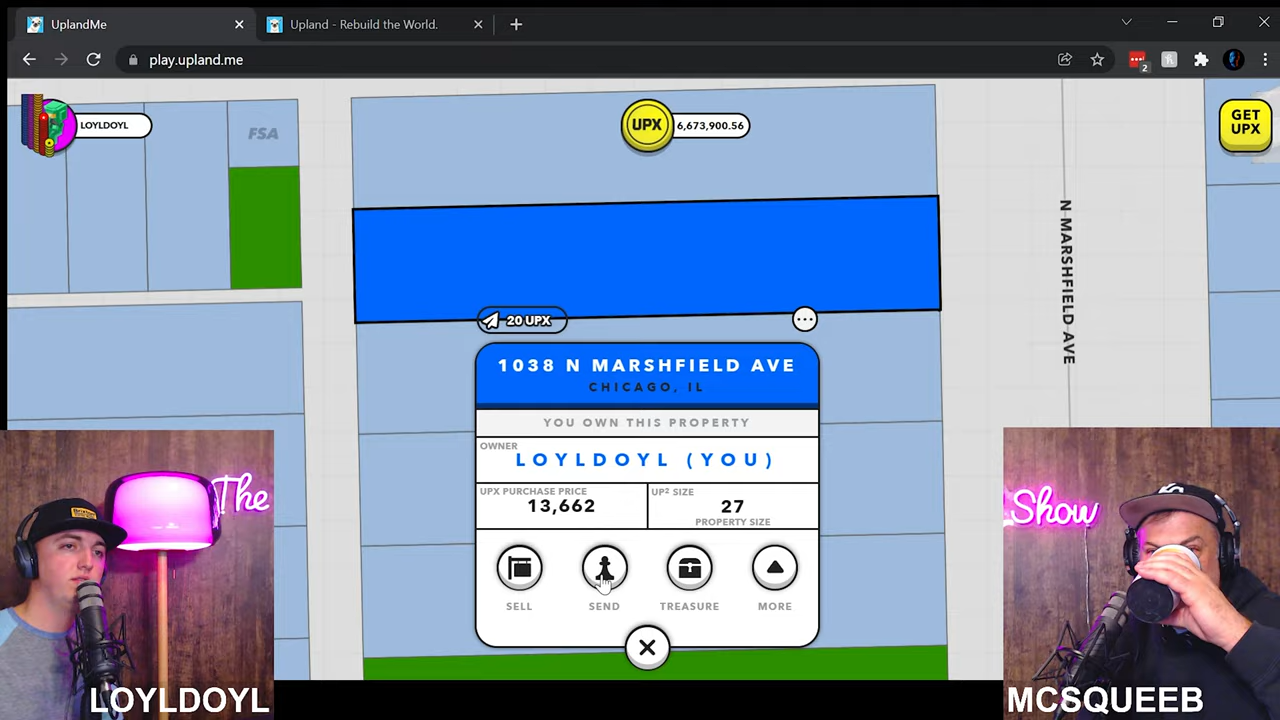 UplandMe
Upland - Rebuild the World.
play.upland.me
2
LOYLDOYL
FSA
UPX
6,673,900.56
GET
UPX
N MARSHFIELD AVE
20 UPX
1038 N MARSHFIELD AVE
CHICAGO, IL
YOU OWN THIS PROPERTY
OWNER
LOYLDOYL (YOU)
UPX PURCHASE PRICE
13,662
UP² SIZE
27
PROPERTY SIZE
SELL
SEND
TREASURE
MORE
The
Show
LOYLDOYL
MCSQUEEB